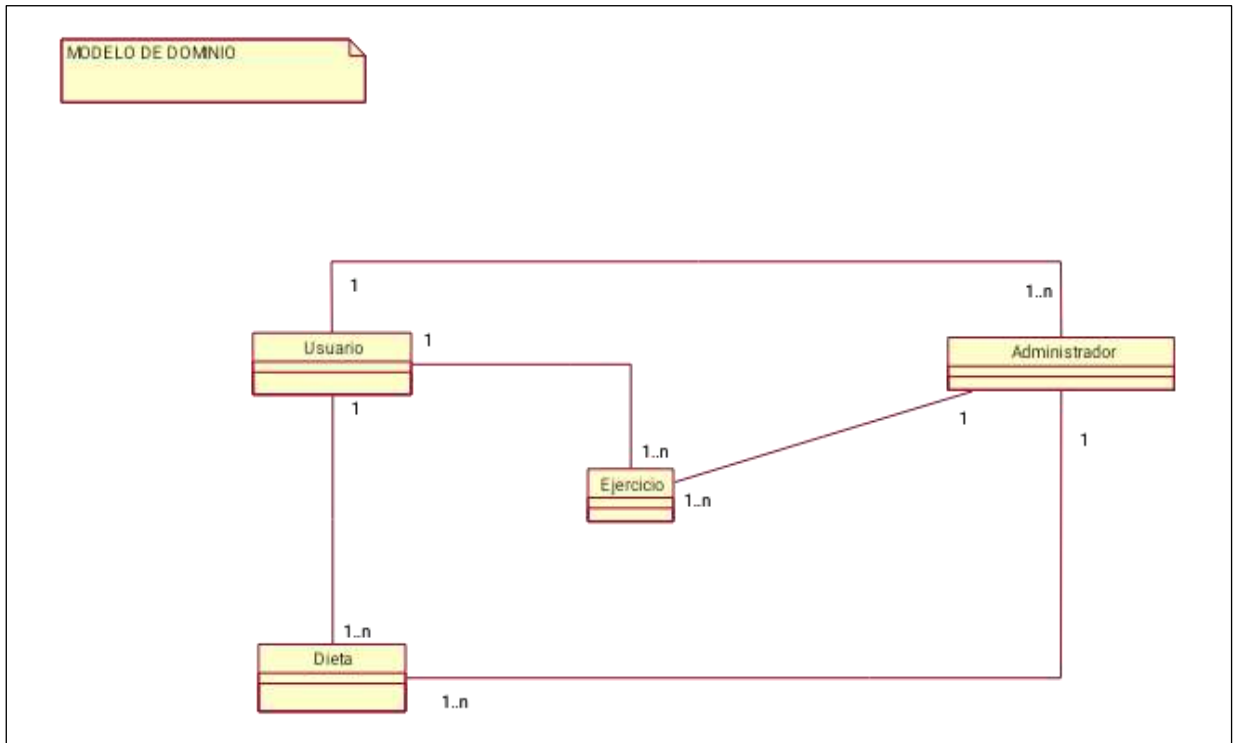 MODELO DE DOMINIO
1
1..n
Usuario
1
Administrador
1
1
1
1..n
Ejercicio
1..n
1..n
Dieta
1..n